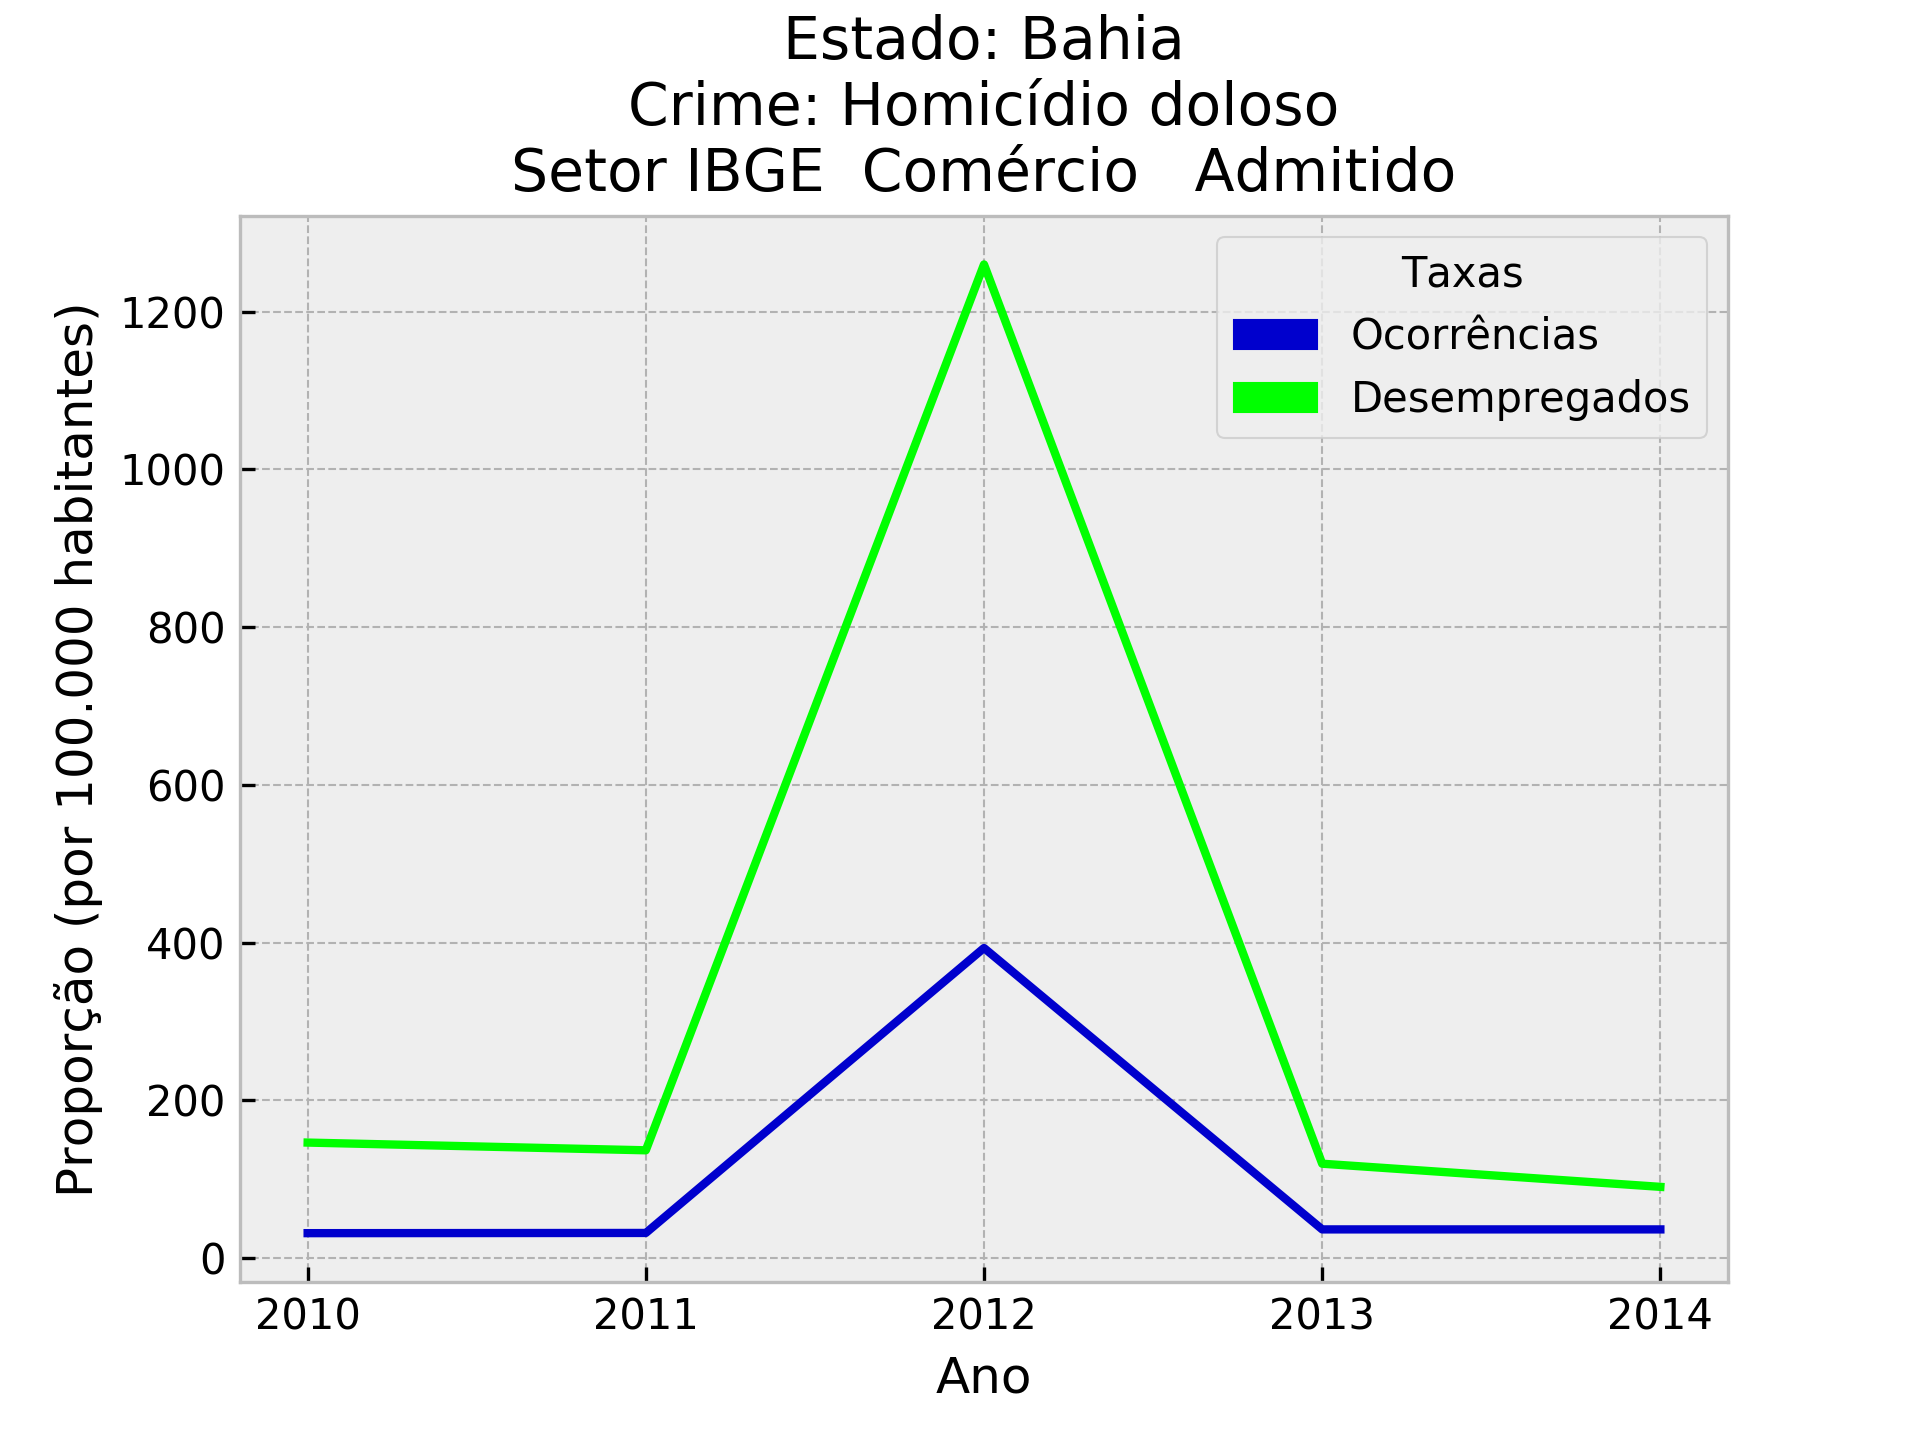 Estado: Bahia
Crime: Homicídio doloso
Setor IBGE  Comércio   Admitido
Proporção (por 100.000 habitantes)
1200
1000
800
600
400
200
0
Taxas
Ocorrências
Desempregados
2010 2011 2012 2013 2014
Ano